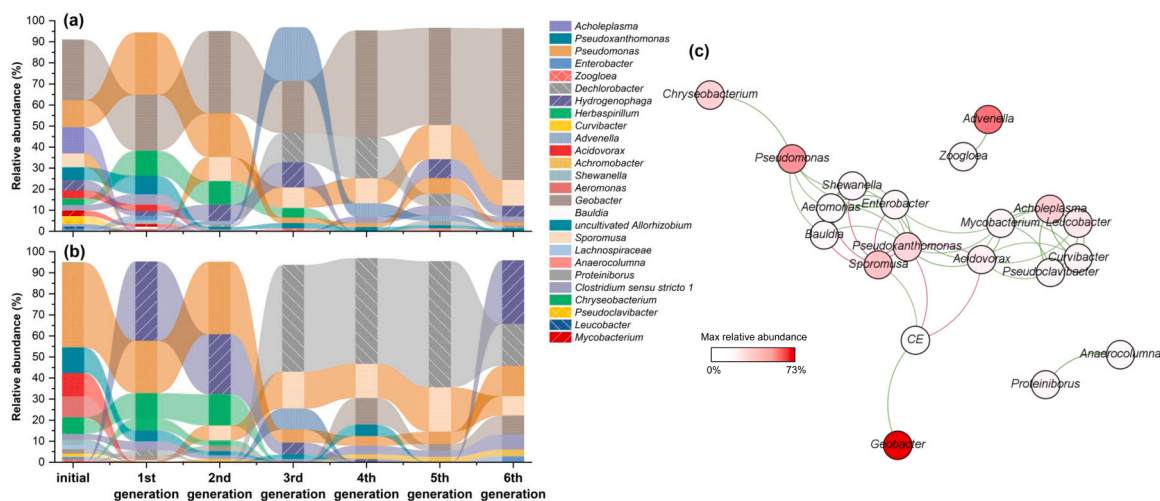 (a)
Relative abundance (%)
100
90
80
70
60
50
40
30
20
10
0
(b)
Relative abundance (%)
100
90
80
70
60
50
40
30
20
10
0
initial
1st
generation
2nd
generation
3rd
generation
4th
generation
5th
generation
6th
generation
Acholeplasma
Pseudoxanthomonas
Pseudomonas
Enterobacter
Zoogloea
Dechlorobacter
Hydrogenophaga
Herbaspirillum
Curvibacter
Advenella
Acidovorax
Achromobacter
Shewanella
Aeromonas
Geobacter
Bauldia
uncultivated Allorhizobium
Sporomusa
Lachnospiraceae
Anaerocolumna
Proteiniborus
Clostridium sensu stricto 1
Chryseobacterium
Pseudoclavibacter
Leucobacter
Mycobacterium
(c)
Chryseobacterium
Advenella
Zoogloea
Pseudomonas
Shewanella
Enterobacter
Aeromonas
Bauldia
Pseudoxanthomonas
Sporomusa
Acholeplasma
Mycobacterium
Leucobacter
Acidovorax
Curvibacter
Pseudoclavibacter
CE
Max relative abundance
0%
73%
Anaerocolumna
Proteiniborus
Geobacter